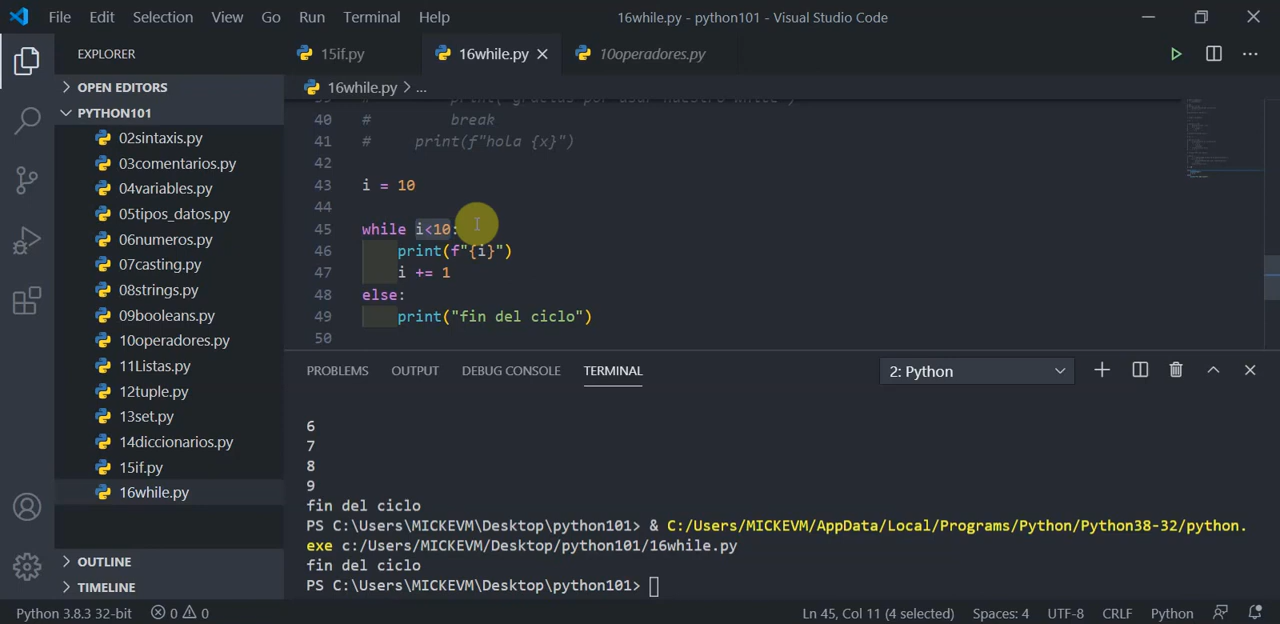 File Edit Selection View Go Run Terminal Help 16while.py - python101 - Visual Studio Code
EXPLORER
OPEN EDITORS
PYTHON101
02sintaxis.py
03comentarios.py
04variables.py
05tipos_datos.py
06numeros.py
07casting.py
08strings.py
09booleans.py
10operadores.py
11Listas.py
12tuple.py
13set.py
14diccionarios.py
15if.py
16while.py
OUTLINE
TIMELINE
15if.py 16while.py 10operadores.py
16while.py > ...
39 # print("gracias por usar nuestro while")
40 # break
41 # print(f"hola {x}")
42
43 i = 10
44
45 while i<10:
46 print(f"{i}")
47 i += 1
48 else:
49 print("fin del ciclo")
50
PROBLEMS OUTPUT DEBUG CONSOLE TERMINAL 2: Python
6
7
8
9
fin del ciclo
PS C:\Users\MICKEVM\Desktop\python101> & C:/Users/MICKEVM/AppData/Local/Programs/Python/Python38-32/python.
exe c:/Users/MICKEVM/Desktop/python101/16while.py
fin del ciclo
PS C:\Users\MICKEVM\Desktop\python101>
Python 3.8.3 32-bit 0 0 Ln 45, Col 11 (4 selected) Spaces: 4 UTF-8 CRLF Python